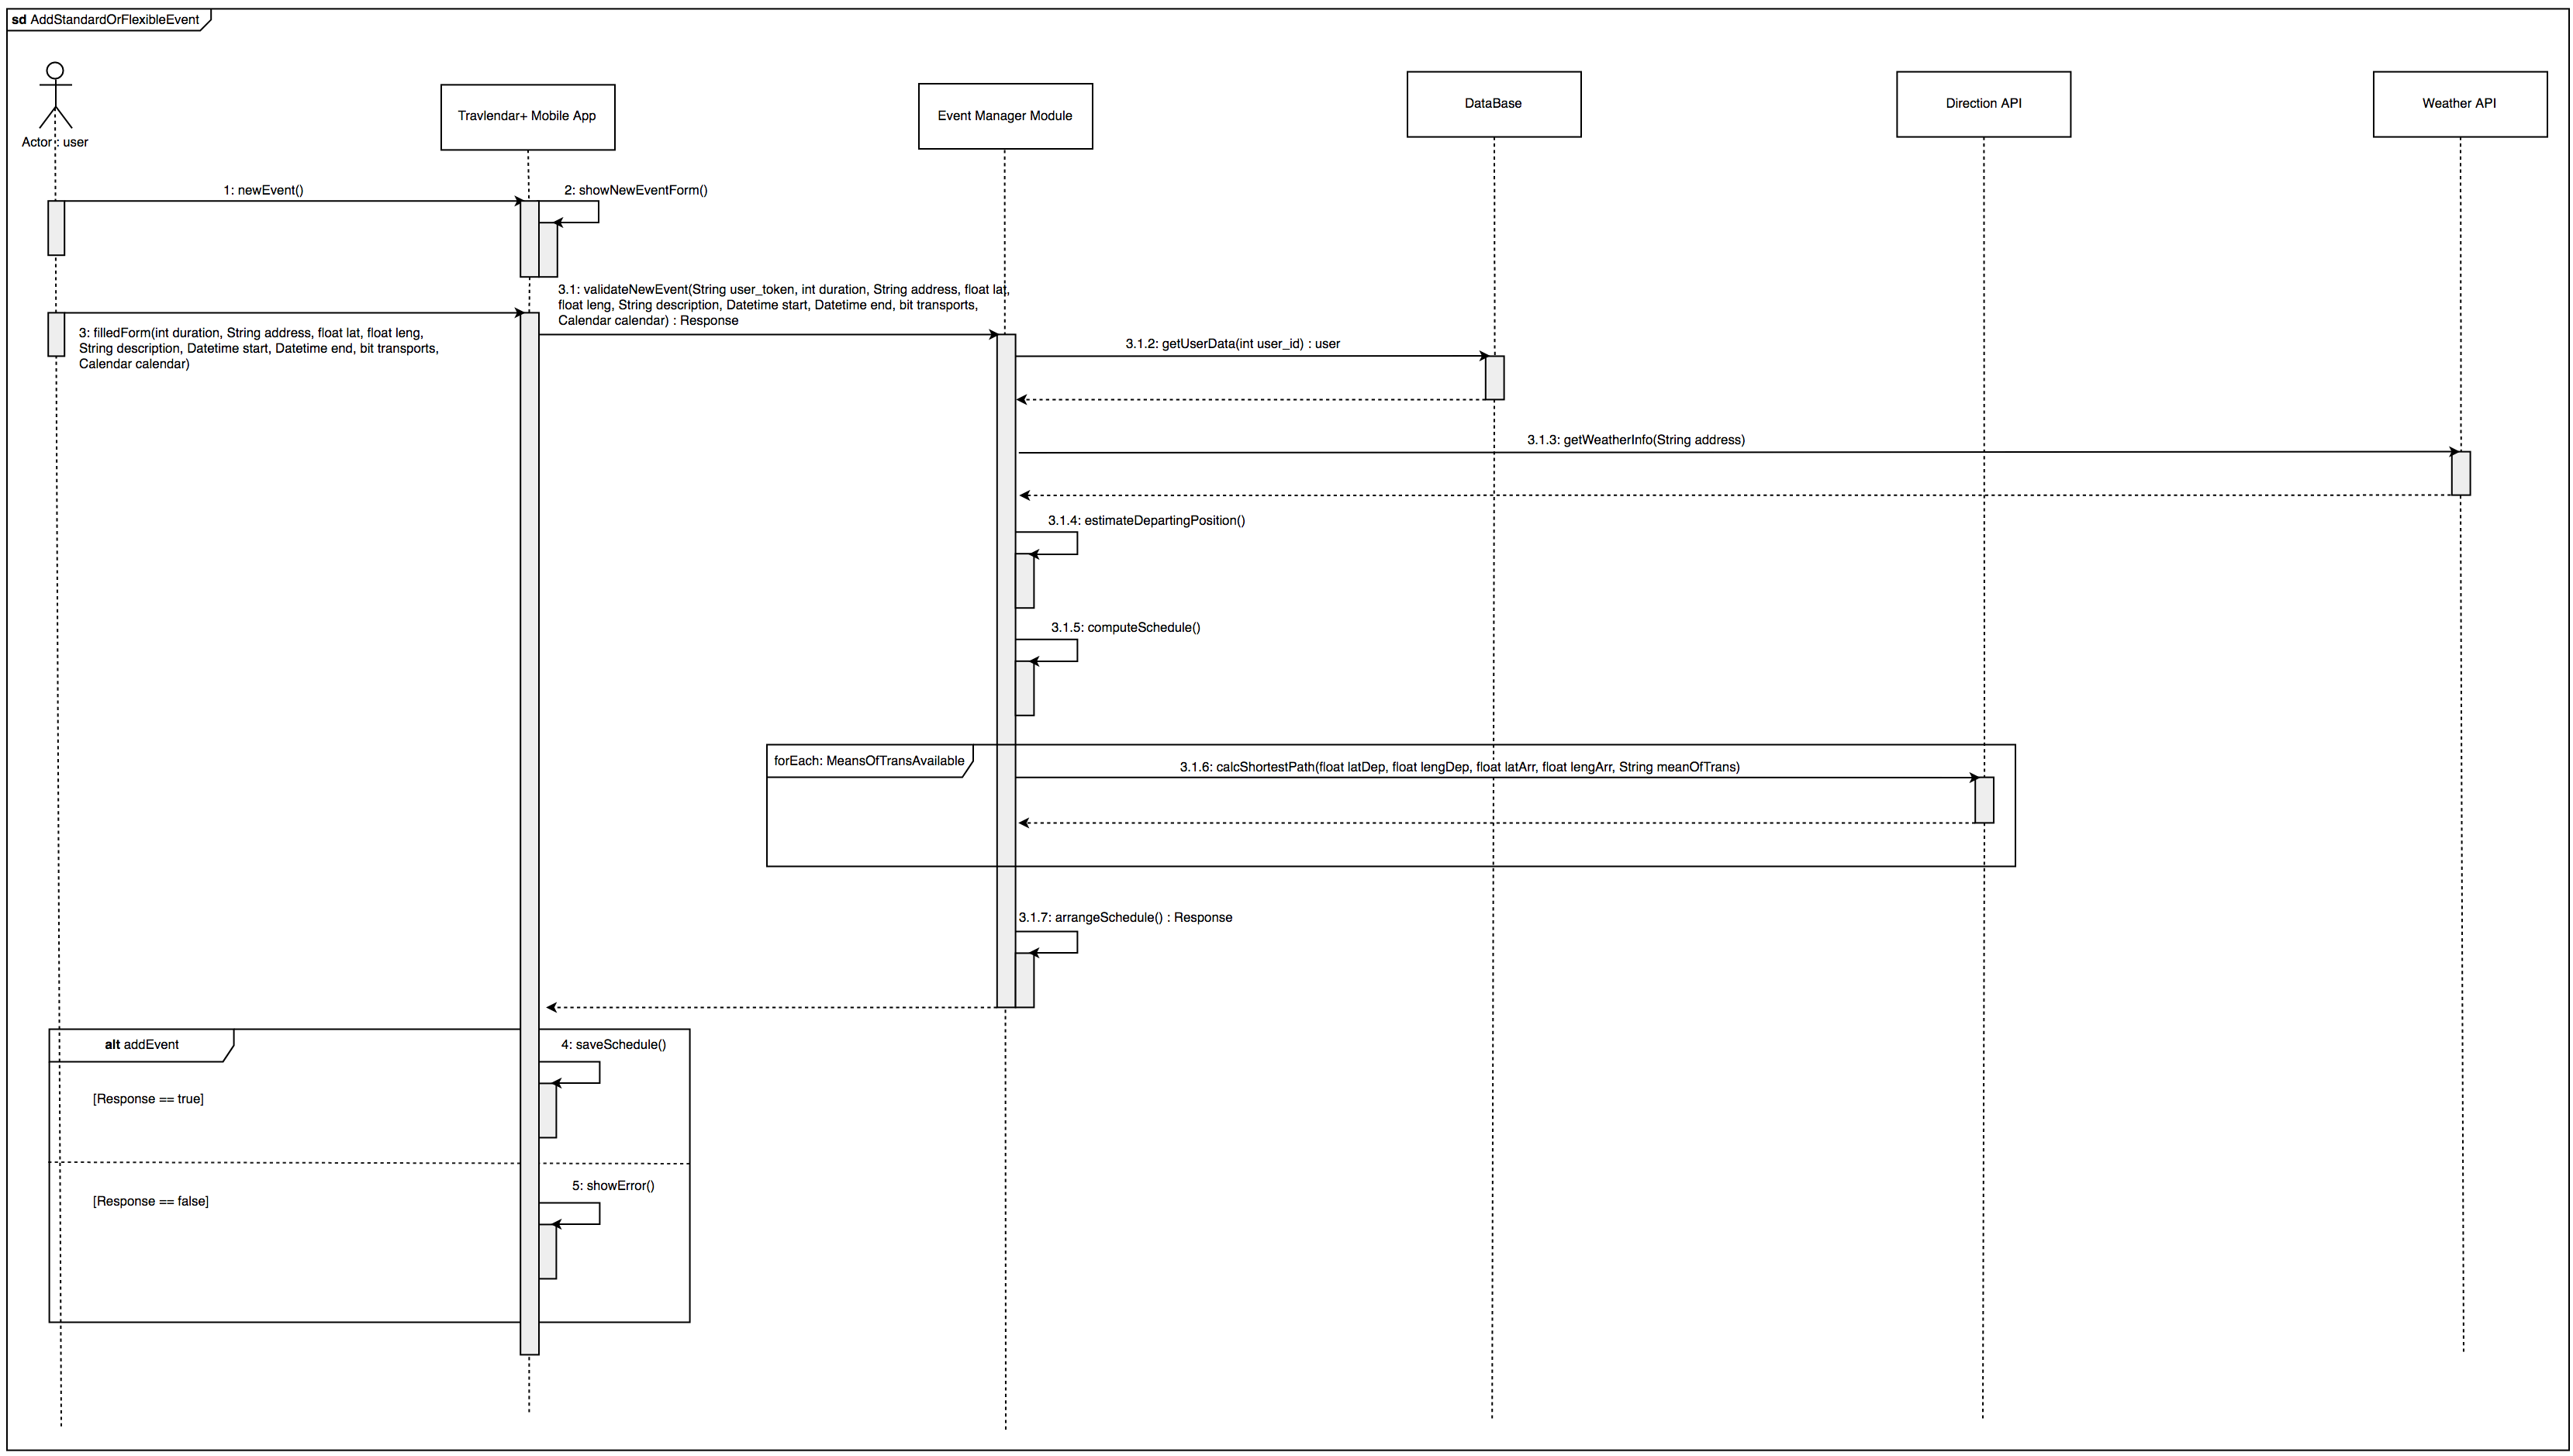 sd AddStandardOrFlexibleEvent
Actor : user
Travlendar+ Mobile App
Event Manager Module
DataBase
Direction API
Weather API
1: newEvent()
2: showNewEventForm()
3: filledForm(int duration, String address, float lat, float leng,
String description, Datetime start, Datetime end, bit transports,
Calendar calendar)
3.1: validateNewEvent(String user_token, int duration, String address, float lat,
float leng, String description, Datetime start, Datetime end, bit transports,
Calendar calendar) : Response
3.1.2: getUserData(int user_id) : user
3.1.3: getWeatherInfo(String address)
3.1.4: estimateDepartingPosition()
3.1.5: computeSchedule()
forEach: MeansOfTransAvailable
3.1.6: calcShortestPath(float latDep, float lengDep, float latArr, float lengArr, String meanOfTrans)
3.1.7: arrangeSchedule() : Response
alt addEvent
4: saveSchedule()
[Response == true]
5: showError()
[Response == false]